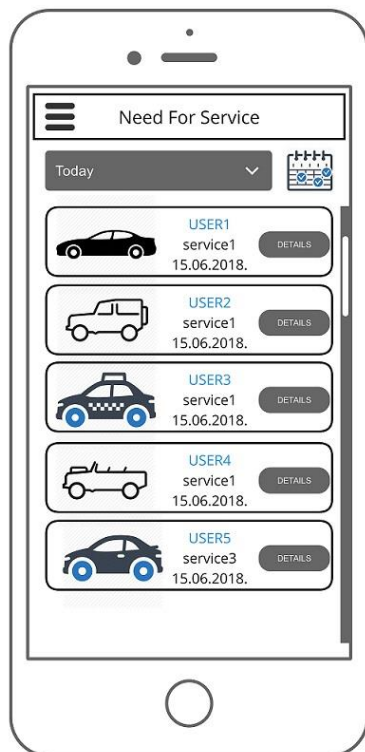 Need For Service
Today
USER1
service1
DETAILS
15.06.2018.
USER2
service1
DETAILS
15.06.2018.
USER3
service1
DETAILS
15.06.2018.
USER4
service1
DETAILS
15.06.2018.
USER5
service3
DETAILS
15.06.2018.